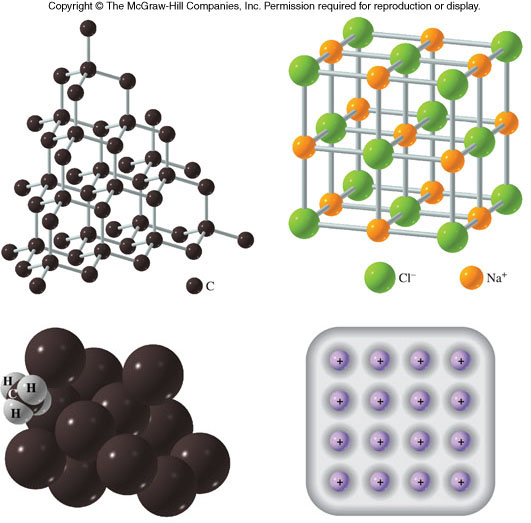 Copyright © The McGraw-Hill Companies, Inc. Permission required for reproduction or display.
C
Cl⁻
Na⁺
H
H
C
H
+ + + +
+ + + +
+ + + +
+ + + +